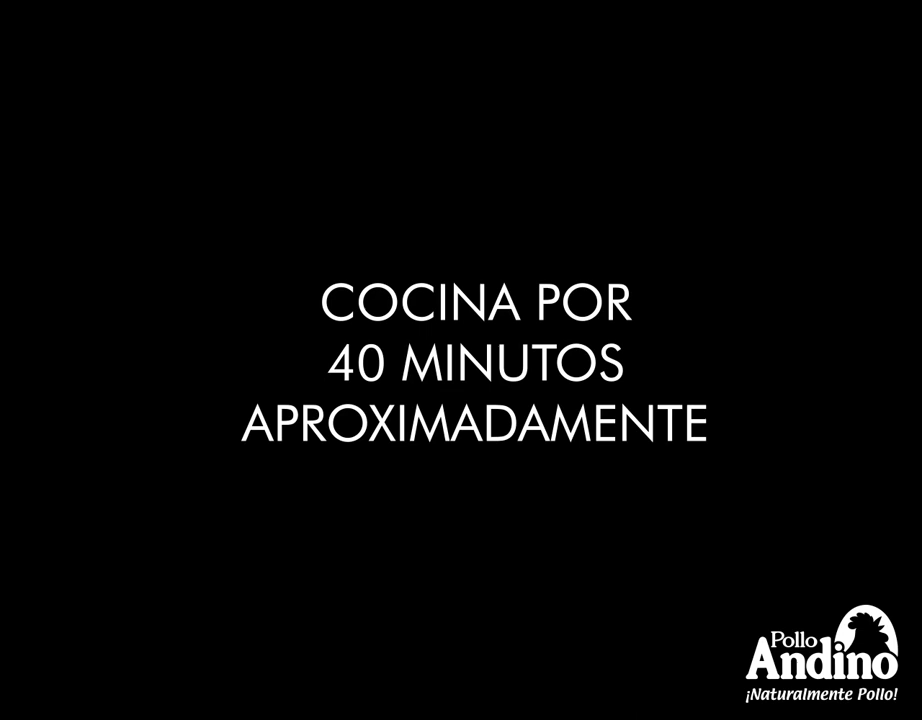 COCINA POR
40 MINUTOS
APROXIMADAMENTE
Pollo
Andino
¡Naturalmente Pollo!